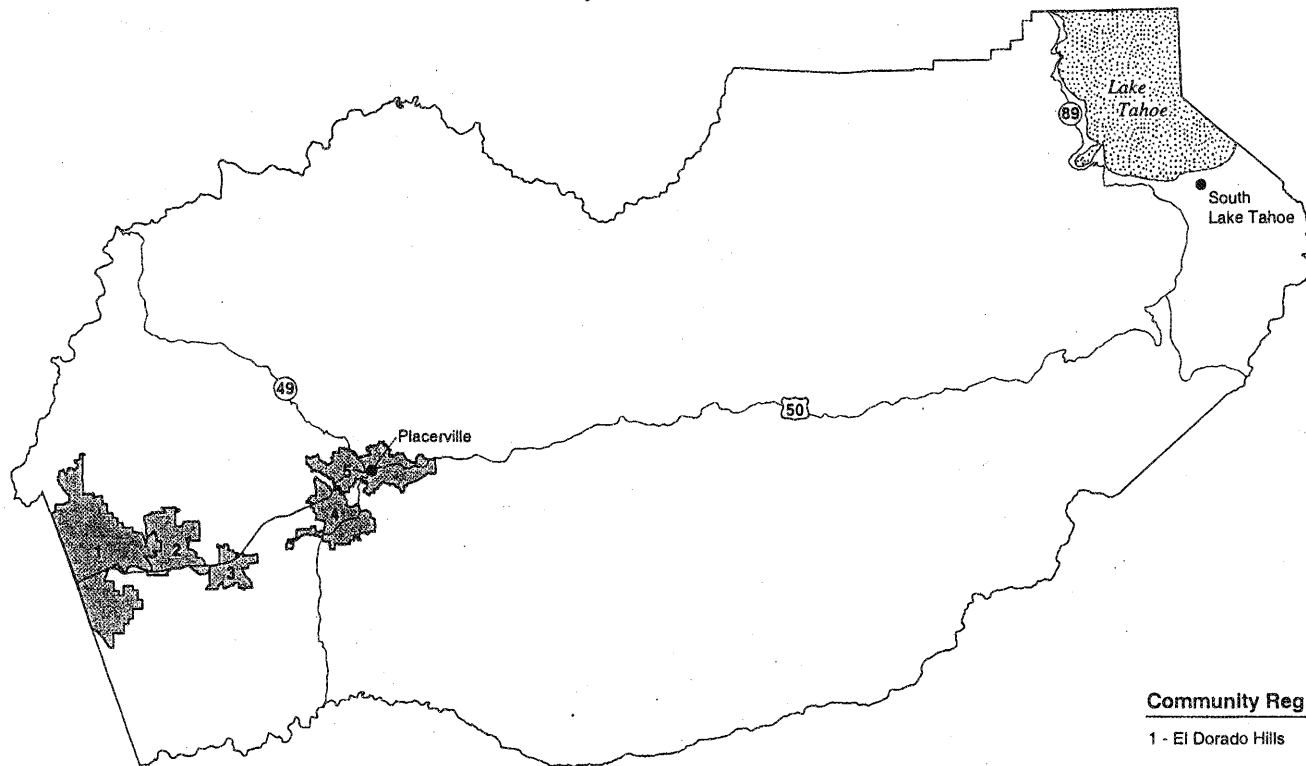 Lake
Tahoe
89
South
Lake Tahoe
49
50
Placerville
5
4
1
2
3
Community Reg
1 - El Dorado Hills